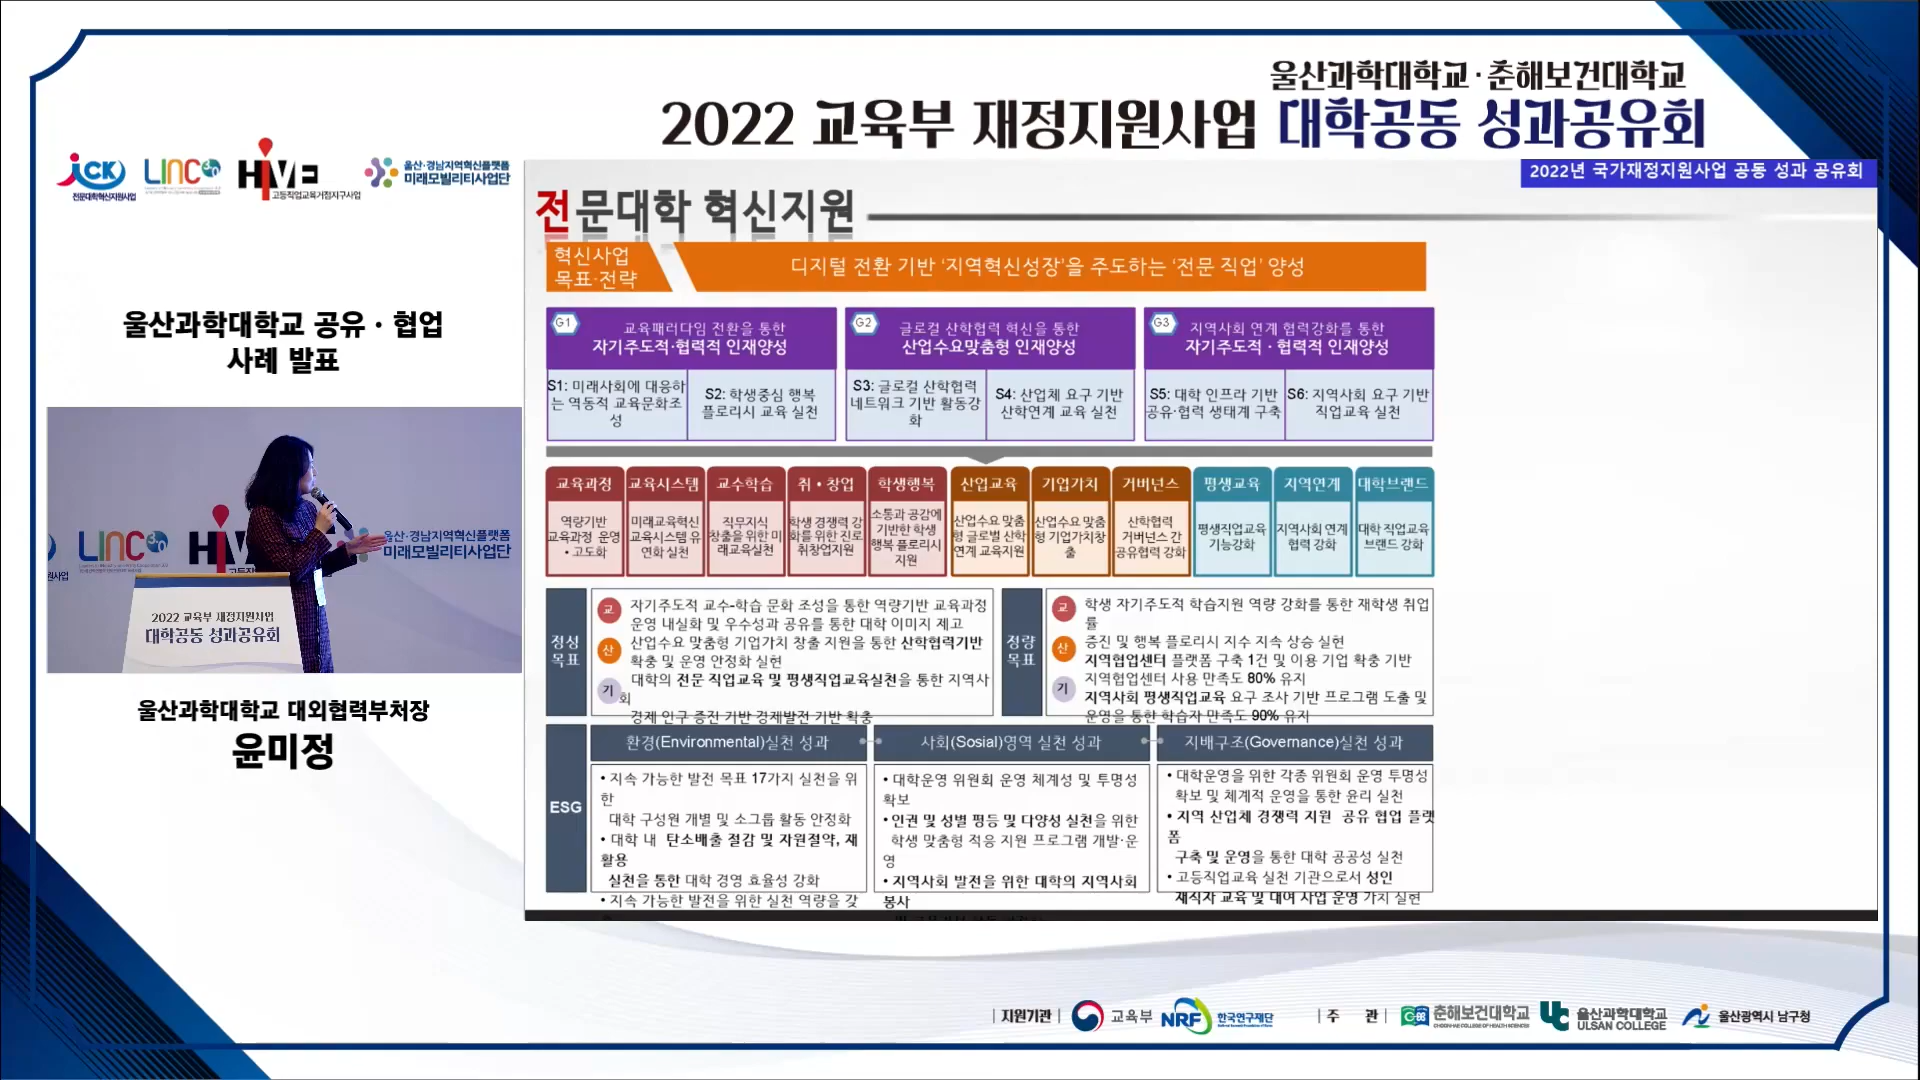 울산과학대학교·춘해보건대학교
2022 교육부 재정지원사업 대학공동 성과공유회
iCK
전문대학혁신지원사업
LINC 3.0
HiVE
고등직업교육거점지구사업
울산·경남지역혁신플랫폼
미래모빌리티사업단
2022년 국가재정지원사업 공동 성과 공유회
전문대학 혁신지원
혁신사업
목표·전략
디지털 전환 기반 ‘지역혁신성장’을 주도하는 ‘전문 직업’ 양성
G1
교육패러다임 전환을 통한
자기주도적·협력적 인재양성
S1: 미래사회에 대응하
는 역동적 교육문화조
성
S2: 학생중심 행복
플로리시 교육 실천
G2
글로컬 산학협력 혁신을 통한
산업수요맞춤형 인재양성
S3: 글로컬 산학협력
네트워크 기반 활동강
화
S4: 산업체 요구 기반
산학연계 교육 실천
G3
지역사회 연계 협력강화를 통한
자기주도적·협력적 인재양성
S5: 대학 인프라 기반
공유·협력 생태계 구축
S6: 지역사회 요구 기반
직업교육 실천
교육과정
역량기반
교육과정 운영
•고도화
교육시스템
미래교육혁신
교육시스템 유
연화 실천
교수학습
직무지식
창출을 위한 미
래교육실천
취•창업
학생 경쟁력 강
화를 위한 진로
취창업지원
학생행복
소통과 공감에
기반한 학생
행복 플로리시
지원
산업교육
산업수요 맞춤
형 글로벌 산학
연계 교육지원
기업가치
산업수요 맞춤
형 기업가치창
출
거버넌스
산학협력
거버넌스 간
공유협력 강화
평생교육
평생직업교육
기능강화
지역연계
지역사회 연계
협력 강화
대학브랜드
대학 직업교육
브랜드 강화
정성
목표
교
자기주도적 교수-학습 문화 조성을 통한 역량기반 교육과정
운영 내실화 및 우수성과 공유를 통한 대학 이미지 제고
산
산업수요 맞춤형 기업가치 창출 지원을 통한 산학협력기반
확충 및 운영 안정화 실현
기
대학의 전문 직업교육 및 평생직업교육실천을 통한 지역사
회
경제 인구 증진 기반 경제발전 기반 확충
정량
목표
교
학생 자기주도적 학습지원 역량 강화를 통한 재학생 취업
률
증진 및 행복 플로리시 지수 지속 상승 실현
산
지역협업센터 플랫폼 구축 1건 및 이용 기업 확충 기반
지역협업센터 사용 만족도 80% 유지
기
지역사회 평생직업교육 요구 조사 기반 프로그램 도출 및
운영을 통한 학습자 만족도 90% 유지
ESG
환경(Environmental)실천 성과
• 지속 가능한 발전 목표 17가지 실천을 위
한
대학 구성원 개별 및 소그룹 활동 안정화
• 대학 내 탄소배출 절감 및 자원절약, 재
활용
실천을 통한 대학 경영 효율성 강화
• 지속 가능한 발전을 위한 실천 역량을 갖
사회(Sosial)영역 실천 성과
• 대학운영 위원회 운영 체계성 및 투명성
확보
• 인권 및 성별 평등 및 다양성 실천을 위한
학생 맞춤형 적응 지원 프로그램 개발·운
영
• 지역사회 발전을 위한 대학의 지역사회
봉사
지배구조(Governance)실천 성과
• 대학운영을 위한 각종 위원회 운영 투명성
확보 및 체계적 운영을 통한 윤리 실천
• 지역 산업체 경쟁력 지원 공유 협업 플랫
폼
구축 및 운영을 통한 대학 공공성 실천
• 고등직업교육 실천 기관으로서 성인
재직자 교육 및 대여 사업 운영 가치 실현
울산과학대학교 공유·협업
사례 발표
LINC 3.0
울산·경남지역혁신플랫폼
미래모빌리티사업단
2022 교육부 재정지원사업
대학공동 성과공유회
울산과학대학교 대외협력부처장
윤미정
| 지원기관 |
교육부
NRF 한국연구재단
| 주 관 |
춘해보건대학교
CHOONHAE COLLEGE OF HEALTH SCIENCES
울산과학대학교
ULSAN COLLEGE
울산광역시 남구청